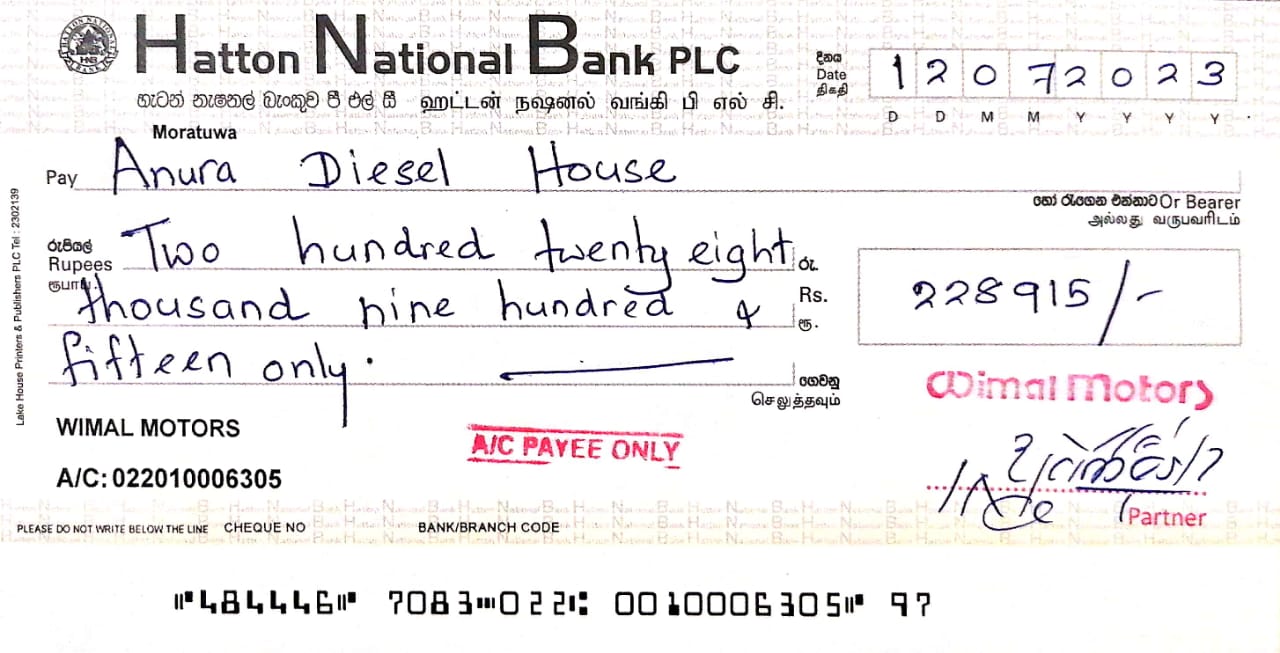 Hatton National Bank PLC
හැටන් නැෂනල් බැංකුව පී එල් සී ஹட்டன் நஷனல் வங்கி பி எல் சி.
Moratuwa
දිනය
Date
திகதி
12072023
D D M M Y Y Y Y
Pay Anura Diesel House
හෝ රැගෙන එන්නාට Or Bearer
அல்லது வருபவரிடம்
රුපියල්
Rupees
ரூபாய்
Two hundred twenty eight
thousand nine hundred &
fifteen only.
රු.
Rs.
ரூ.
228915/-
ගෙවනු
செலுத்தவும்
Lake House Printers & Publishers PLC Tel : 2302139
WIMAL MOTORS
A/C: 022010006305
A/C PAYEE ONLY
Wimal Motors
Partner
PLEASE DO NOT WRITE BELOW THE LINE CHEQUE NO BANK/BRANCH CODE
⑈484446⑈ 7083⑉022⑆ 0010006305⑈ 97